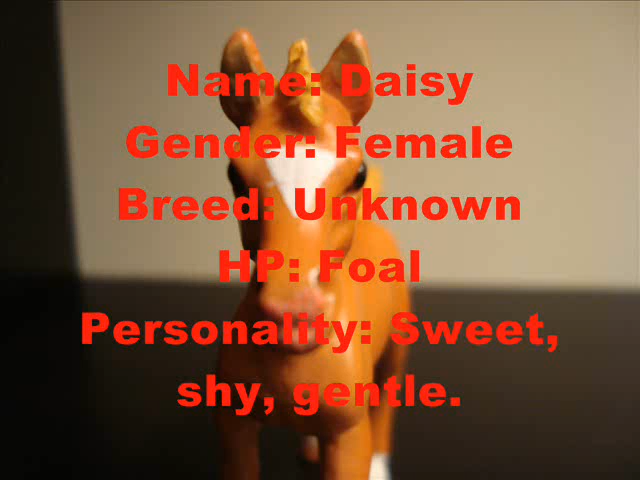 Name: Daisy
Gender: Female
Breed: Unknown
HP: Foal
Personality: Sweet,
shy, gentle.